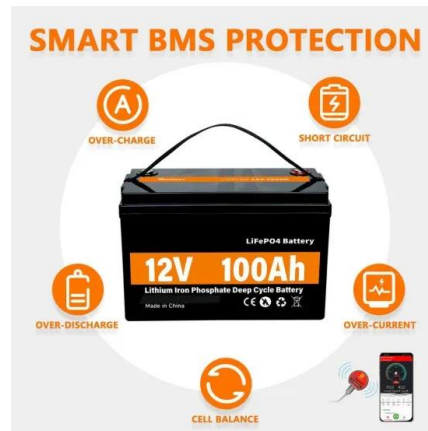 SMART BMS PROTECTION
A
OVER-CHARGE
SHORT CIRCUIT
LiFePO4 Battery
12V 100Ah
Lithium Iron Phosphate Deep Cycle Battery
Made in China
CE
OVER-DISCHARGE
OVER-CURRENT
CELL BALANCE